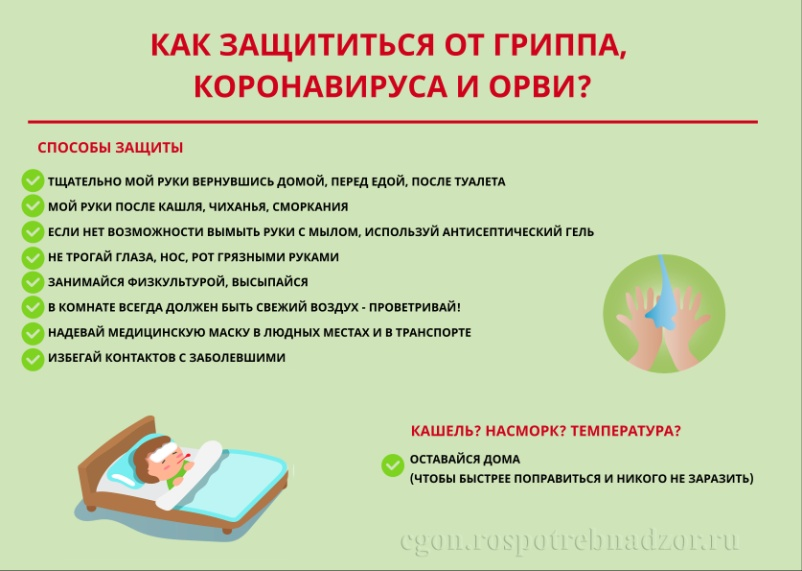 КАК ЗАЩИТИТЬСЯ ОТ ГРИППА,
КОРОНАВИРУСА И ОРВИ?
СПОСОБЫ ЗАЩИТЫ
ТЩАТЕЛЬНО МОЙ РУКИ ВЕРНУВШИСЬ ДОМОЙ, ПЕРЕД ЕДОЙ, ПОСЛЕ ТУАЛЕТА
МОЙ РУКИ ПОСЛЕ КАШЛЯ, ЧИХАНЬЯ, СМОРКАНИЯ
ЕСЛИ НЕТ ВОЗМОЖНОСТИ ВЫМЫТЬ РУКИ С МЫЛОМ, ИСПОЛЬЗУЙ АНТИСЕПТИЧЕСКИЙ ГЕЛЬ
НЕ ТРОГАЙ ГЛАЗА, НОС, РОТ ГРЯЗНЫМИ РУКАМИ
ЗАНИМАЙСЯ ФИЗКУЛЬТУРОЙ, ВЫСЫПАЙСЯ
В КОМНАТЕ ВСЕГДА ДОЛЖЕН БЫТЬ СВЕЖИЙ ВОЗДУХ - ПРОВЕТРИВАЙ!
НАДЕВАЙ МЕДИЦИНСКУЮ МАСКУ В ЛЮДНЫХ МЕСТАХ И В ТРАНСПОРТЕ
ИЗБЕГАЙ КОНТАКТОВ С ЗАБОЛЕВШИМИ
КАШЕЛЬ? НАСМОРК? ТЕМПЕРАТУРА?
ОСТАВАЙСЯ ДОМА
(ЧТОБЫ БЫСТРЕЕ ПОПРАВИТЬСЯ И НИКОГО НЕ ЗАРАЗИТЬ)
cgon.rospotrebnadzor.ru